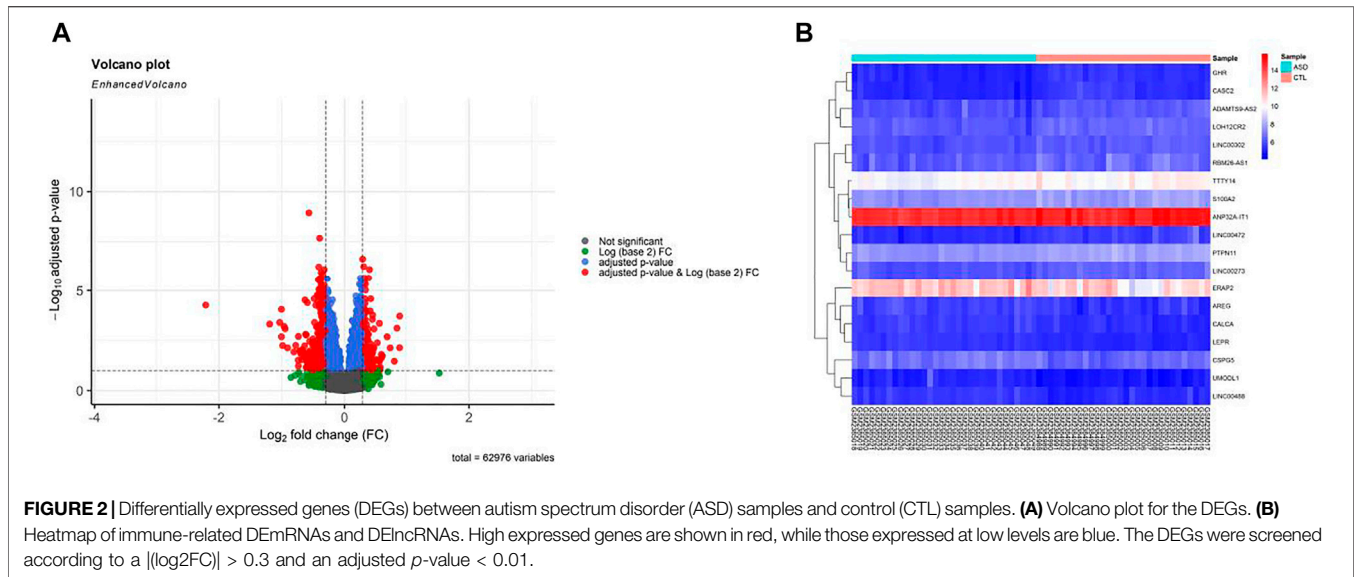 A
Volcano plot
EnhancedVolcano
10
5
0
-4
-2
0
2
−Log10 adjusted p-value
Log2 fold change (FC)
total = 62976 variables
Not significant
Log (base 2) FC
adjusted p-value
adjusted p-value & Log (base 2) FC
B
Sample
GHR
CASC2
ADAMTS9-AS2
LOH12CR2
LINC00302
RBM26-AS1
TTTY14
S100A2
ANP32A-IT1
LINC00472
PTPN11
LINC00273
ERAP2
AREG
CALCA
LEPR
CSPG5
UMODL1
LINC00488
14
12
10
8
6
Sample
ASD
CTL
FIGURE 2 | Differentially expressed genes (DEGs) between autism spectrum disorder (ASD) samples and control (CTL) samples. (A) Volcano plot for the DEGs. (B)
Heatmap of immune-related DEmRNAs and DElncRNAs. High expressed genes are shown in red, while those expressed at low levels are blue. The DEGs were screened
according to a |(log2FC)| > 0.3 and an adjusted p-value < 0.01.